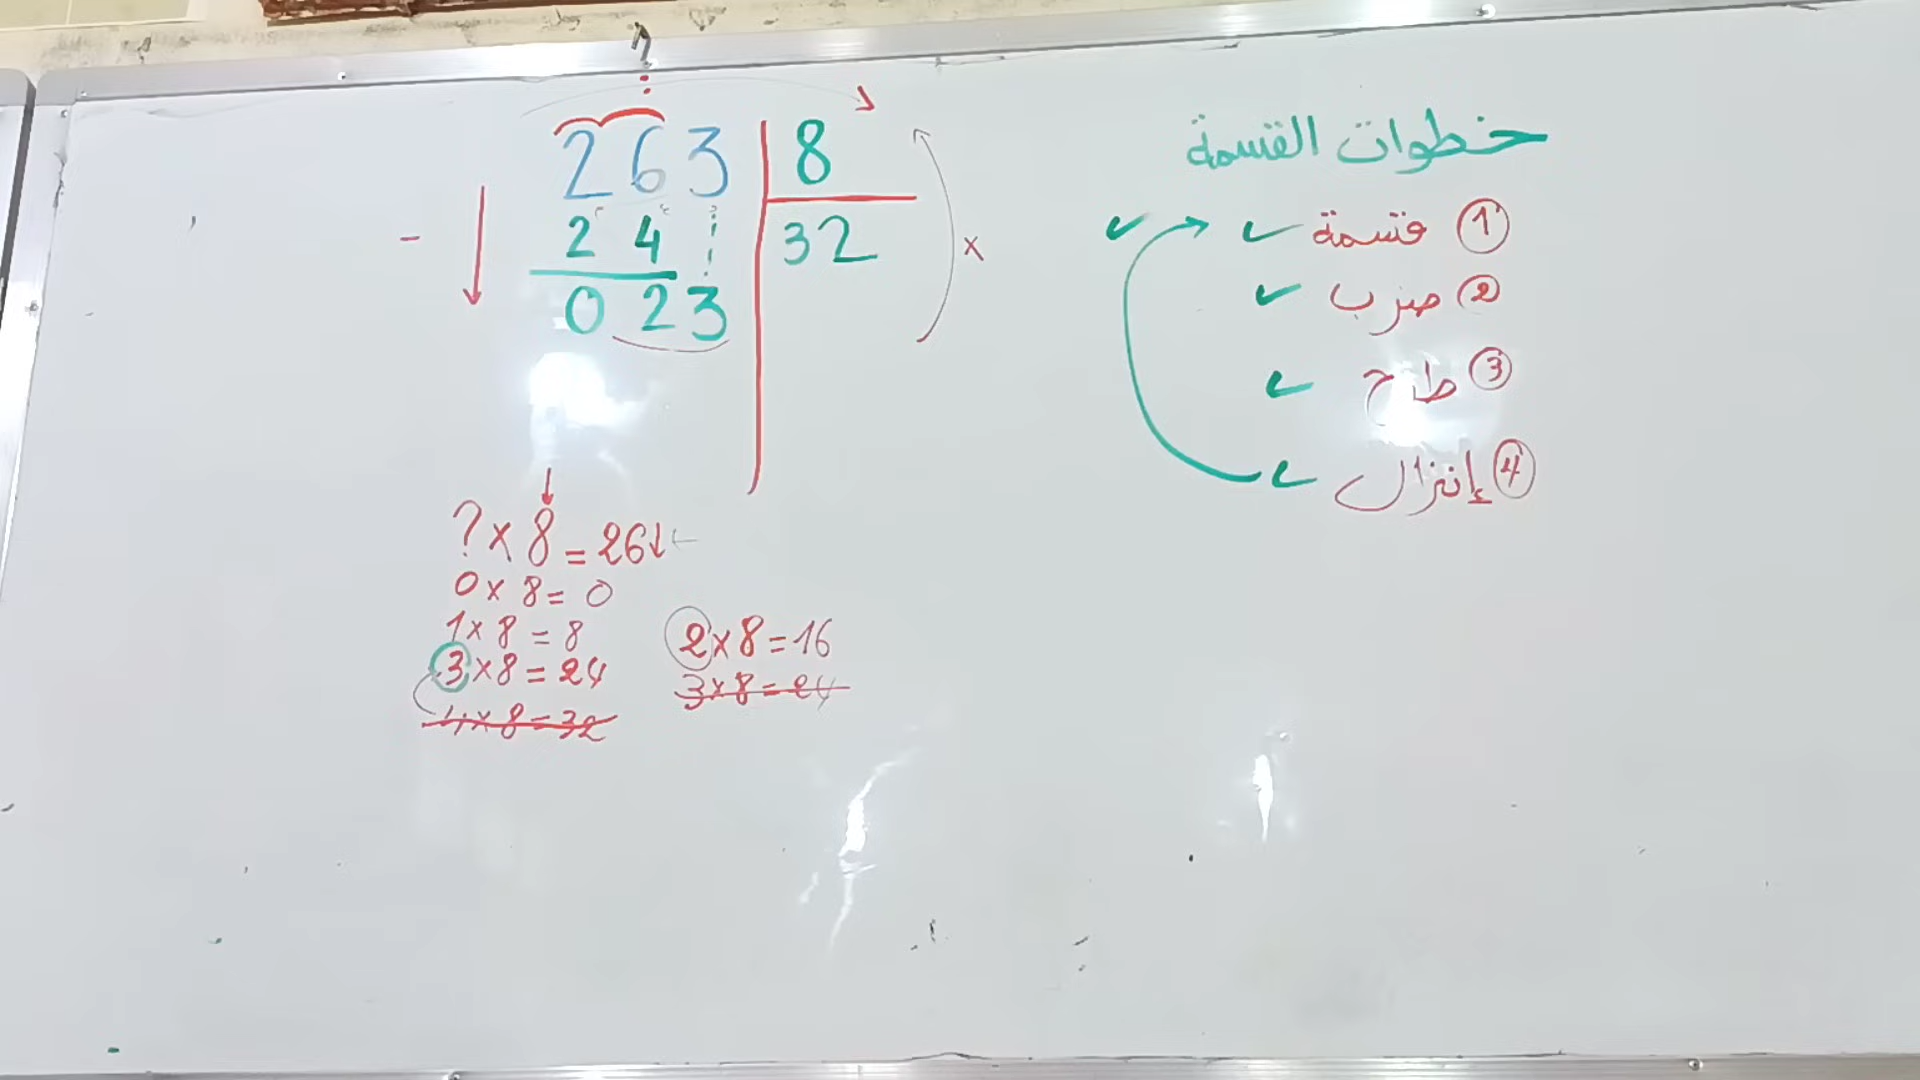 ?
263 8
- 24 32 ×
023
? × 8 = 26↓ ←
0 × 8 = 0
1 × 8 = 8
3 × 8 = 24
4 × 8 = 32
2 × 8 = 16
3 × 8 = 24
خطوات القسمة
① قسمة ✓ ✓
② ضرب ✓
③ طرح ✓
④ إنزال ✓